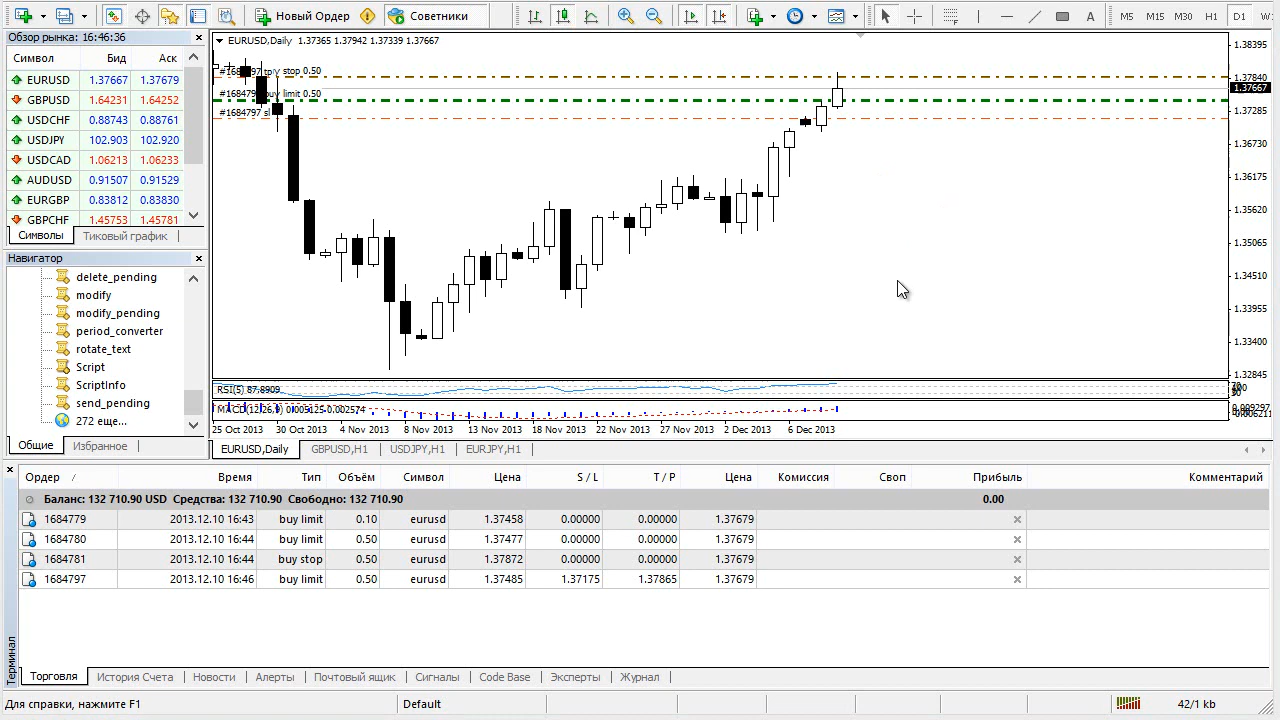 Новый Ордер Советники A M5 M15 M30 H1 D1
Обзор рынка: 16:46:36
Символ Бид Аск
EURUSD 1.37667 1.37679
GBPUSD 1.64231 1.64252
USDCHF 0.88743 0.88761
USDJPY 102.903 102.920
USDCAD 1.06213 1.06233
AUDUSD 0.91507 0.91529
EURGBP 0.83812 0.83830
GBPCHF 1.45753 1.45781
Символы Тиковый график
Навигатор
delete_pending
modify
modify_pending
period_converter
rotate_text
Script
ScriptInfo
send_pending
272 еще...
Общие Избранное
EURUSD,Daily 1.37365 1.37942 1.37339 1.37667
stop 0.50
buy limit 0.50
#1684797 sl
1.38395
1.37840
1.37667
1.37285
1.36730
1.36175
1.35620
1.35065
1.34510
1.33955
1.33400
1.32845
RSI(5) 87.8909
25 Oct 2013 30 Oct 2013 4 Nov 2013 8 Nov 2013 13 Nov 2013 18 Nov 2013 22 Nov 2013 27 Nov 2013 2 Dec 2013 6 Dec 2013
EURUSD,Daily GBPUSD,H1 USDJPY,H1 EURJPY,H1
Ордер / Время Тип Объём Символ Цена S / L T / P Цена Комиссия Своп Прибыль Комментарий
Баланс: 132 710.90 USD Средства: 132 710.90 Свободно: 132 710.90 0.00
1684779 2013.12.10 16:43 buy limit 0.10 eurusd 1.37458 0.00000 0.00000 1.37679
1684780 2013.12.10 16:44 buy limit 0.50 eurusd 1.37477 0.00000 0.00000 1.37679
1684781 2013.12.10 16:44 buy stop 0.50 eurusd 1.37872 0.00000 0.00000 1.37679
1684797 2013.12.10 16:46 buy limit 0.50 eurusd 1.37485 1.37175 1.37865 1.37679
Терминал
Торговля История Счета Новости Алерты Почтовый ящик Сигналы Code Base Эксперты Журнал
Для справки, нажмите F1 Default 42/1 kb